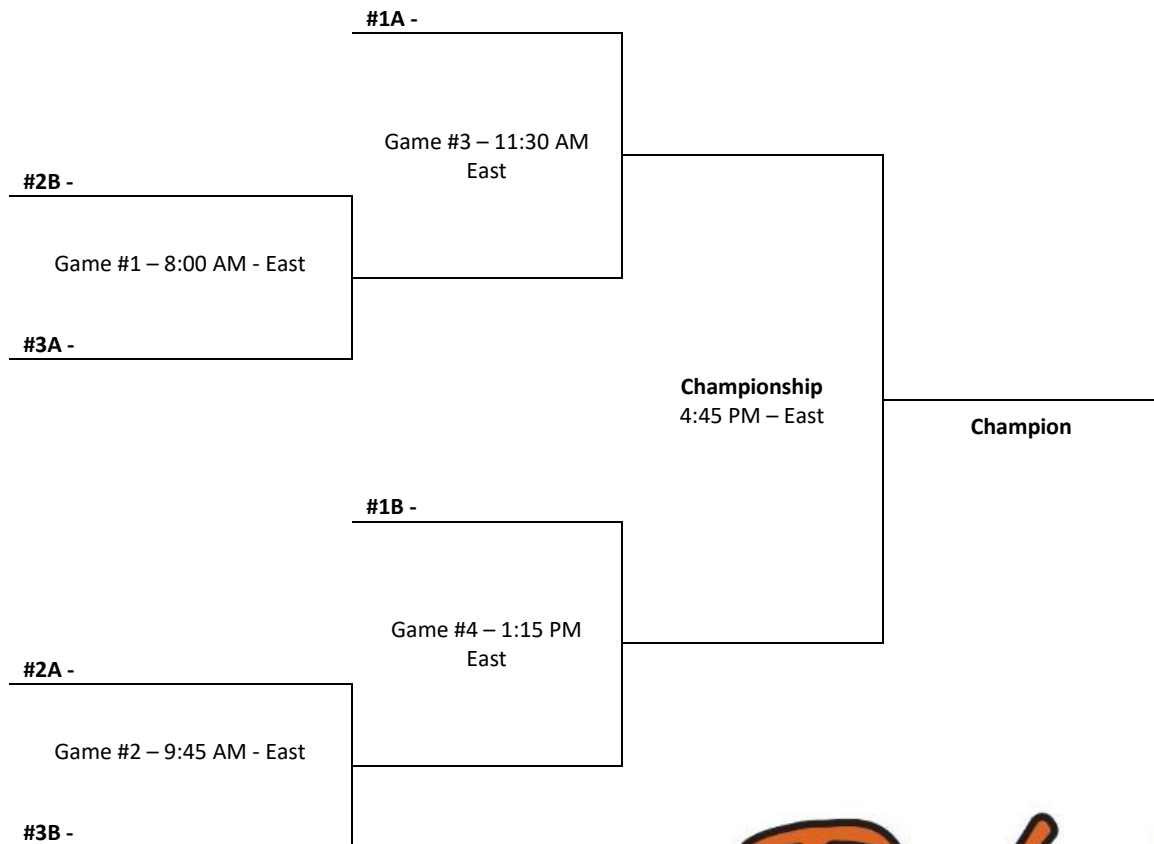 #1A -
Game #3 – 11:30 AM
East
#2B -
Game #1 – 8:00 AM - East
#3A -
Championship
4:45 PM – East
Champion
#1B -
Game #4 – 1:15 PM
East
#2A -
Game #2 – 9:45 AM - East
#3B -